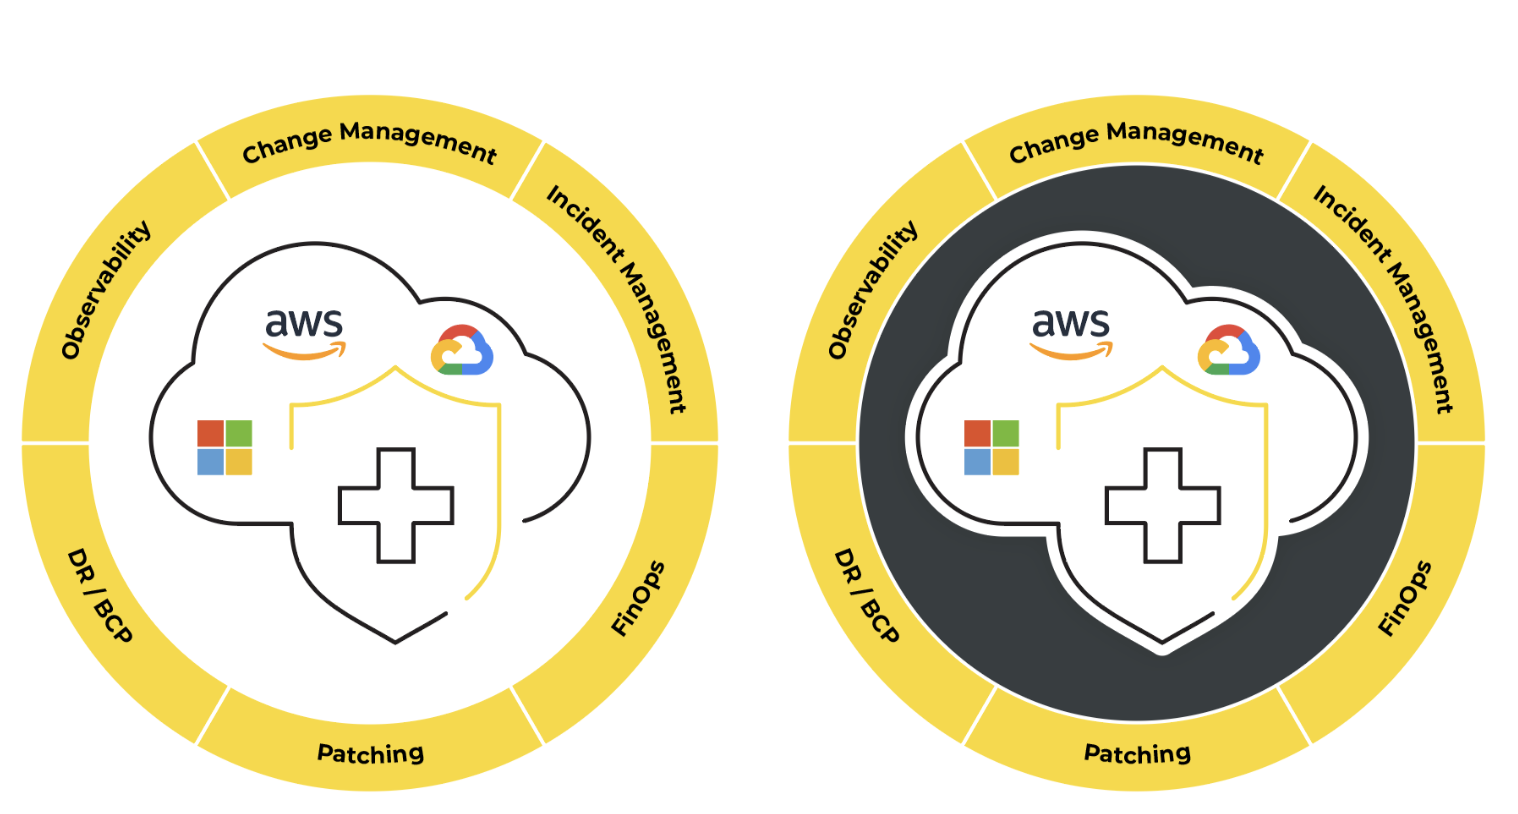 Change Management
Incident Management
Observability
aws
DR / BCP
FinOps
Patching
Change Management
Incident Management
Observability
aws
DR / BCP
FinOps
Patching